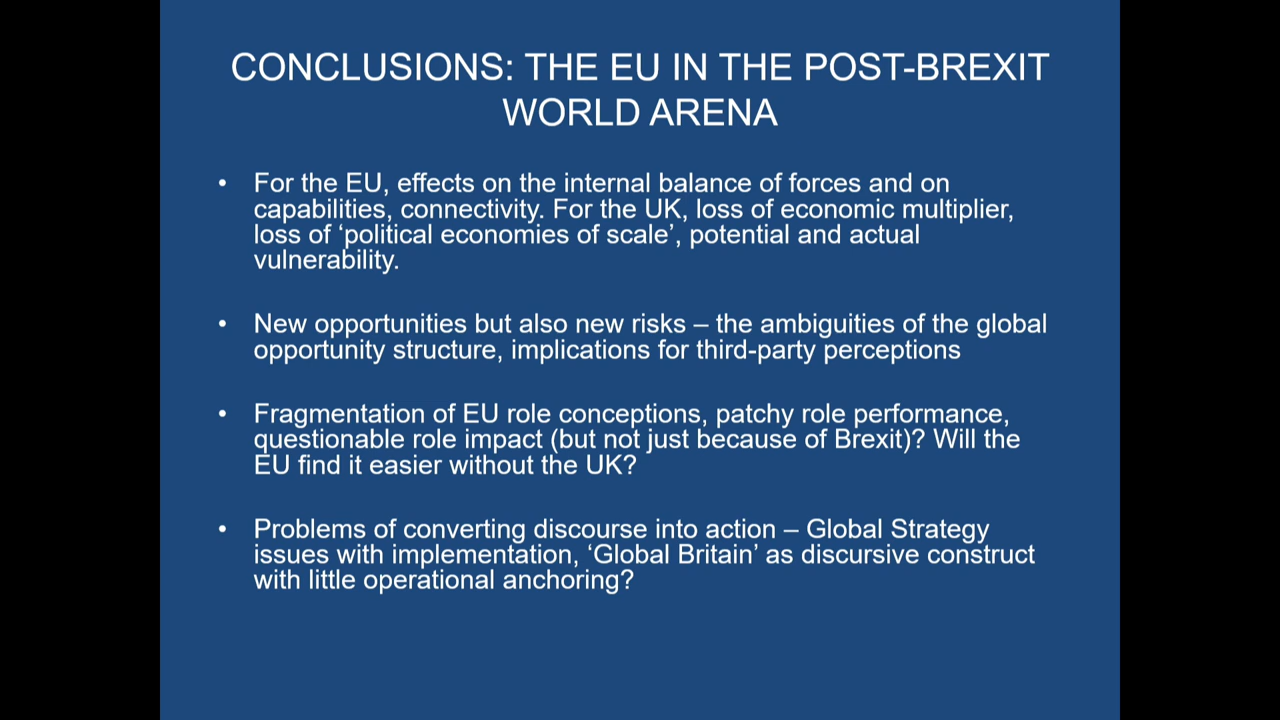 CONCLUSIONS: THE EU IN THE POST-BREXIT
WORLD ARENA
• For the EU, effects on the internal balance of forces and on
capabilities, connectivity. For the UK, loss of economic multiplier,
loss of ‘political economies of scale’, potential and actual
vulnerability.
• New opportunities but also new risks – the ambiguities of the global
opportunity structure, implications for third-party perceptions
• Fragmentation of EU role conceptions, patchy role performance,
questionable role impact (but not just because of Brexit)? Will the
EU find it easier without the UK?
• Problems of converting discourse into action – Global Strategy
issues with implementation, ‘Global Britain’ as discursive construct
with little operational anchoring?